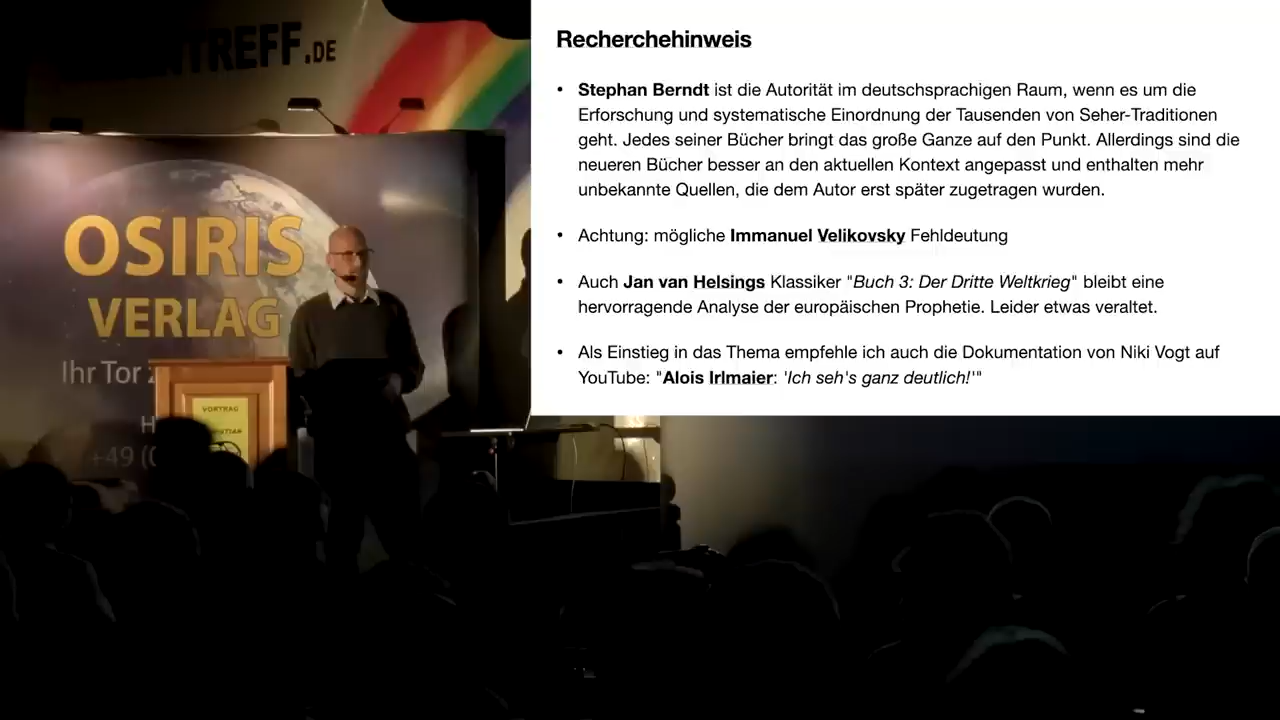 TREFF.DE
OSIRIS
VERLAG
Ihr Tor z
H
+49 (0
VORTRAG
Recherchehinweis
• Stephan Berndt ist die Autorität im deutschsprachigen Raum, wenn es um die
Erforschung und systematische Einordnung der Tausenden von Seher-Traditionen
geht. Jedes seiner Bücher bringt das große Ganze auf den Punkt. Allerdings sind die
neueren Bücher besser an den aktuellen Kontext angepasst und enthalten mehr
unbekannte Quellen, die dem Autor erst später zugetragen wurden.
• Achtung: mögliche Immanuel Velikovsky Fehldeutung
• Auch Jan van Helsings Klassiker "Buch 3: Der Dritte Weltkrieg" bleibt eine
hervorragende Analyse der europäischen Prophetie. Leider etwas veraltet.
• Als Einstieg in das Thema empfehle ich auch die Dokumentation von Niki Vogt auf
YouTube: "Alois Irlmaier: 'Ich seh's ganz deutlich!'"